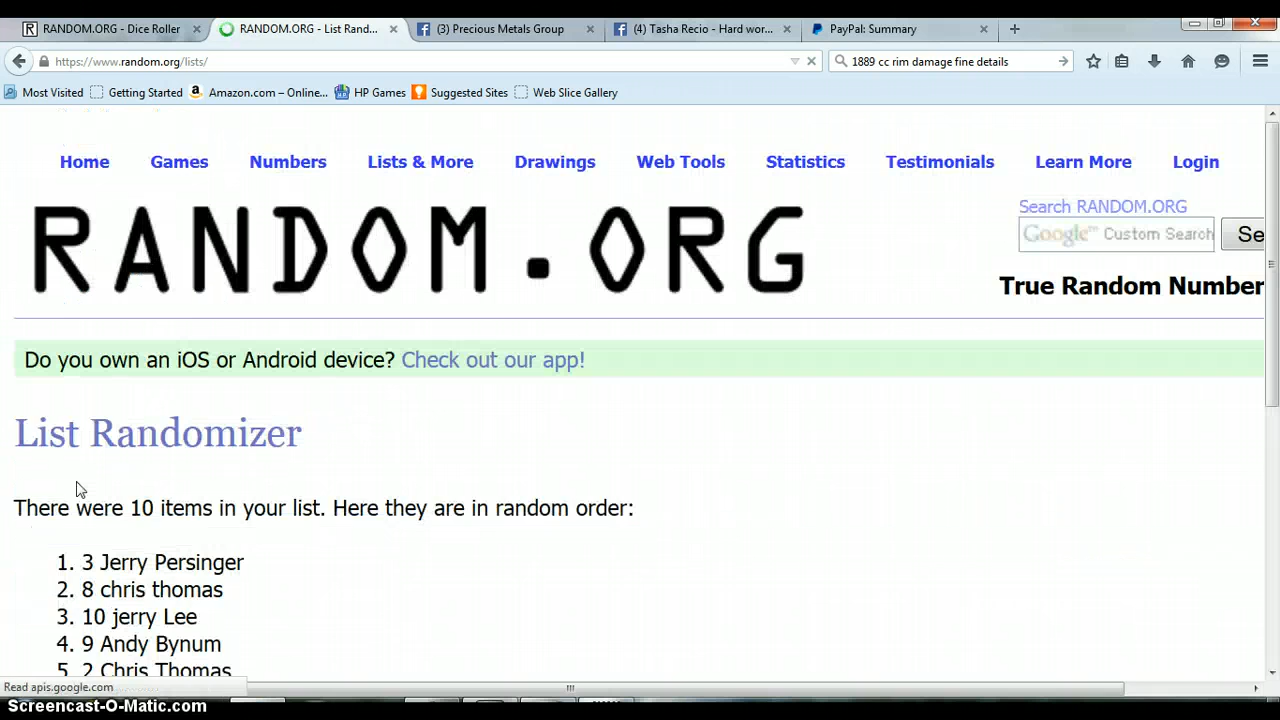 RANDOM.ORG - Dice Roller
RANDOM.ORG - List Rand...
(3) Precious Metals Group
(4) Tasha Recio - Hard wor...
PayPal: Summary
https://www.random.org/lists/
1889 cc rim damage fine details
Most Visited
Getting Started
Amazon.com – Online...
HP Games
Suggested Sites
Web Slice Gallery
Home Games Numbers Lists & More Drawings Web Tools Statistics Testimonials Learn More Login
RANDOM.ORG
Search RANDOM.ORG
Google™ Custom Search
Se
True Random Number
Do you own an iOS or Android device? Check out our app!
List Randomizer
There were 10 items in your list. Here they are in random order:
1. 3 Jerry Persinger
2. 8 chris thomas
3. 10 jerry Lee
4. 9 Andy Bynum
5. 2 Chris Thomas
Read apis.google.com
Screencast-O-Matic.com